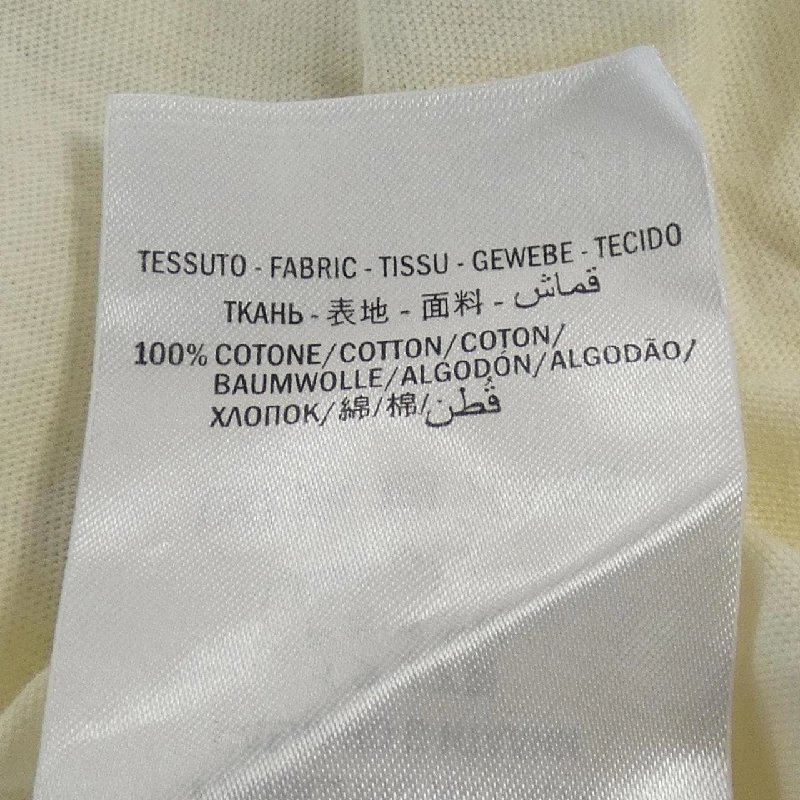 TESSUTO - FABRIC - TISSU - GEWEBE - TECIDO
ТКАНЬ - 表地 - 面料 - قماش
100% COTONE/COTTON/COTON/
BAUMWOLLE/ALGODÓN/ALGODÃO/
ХЛОПОК/綿/棉/قُطن